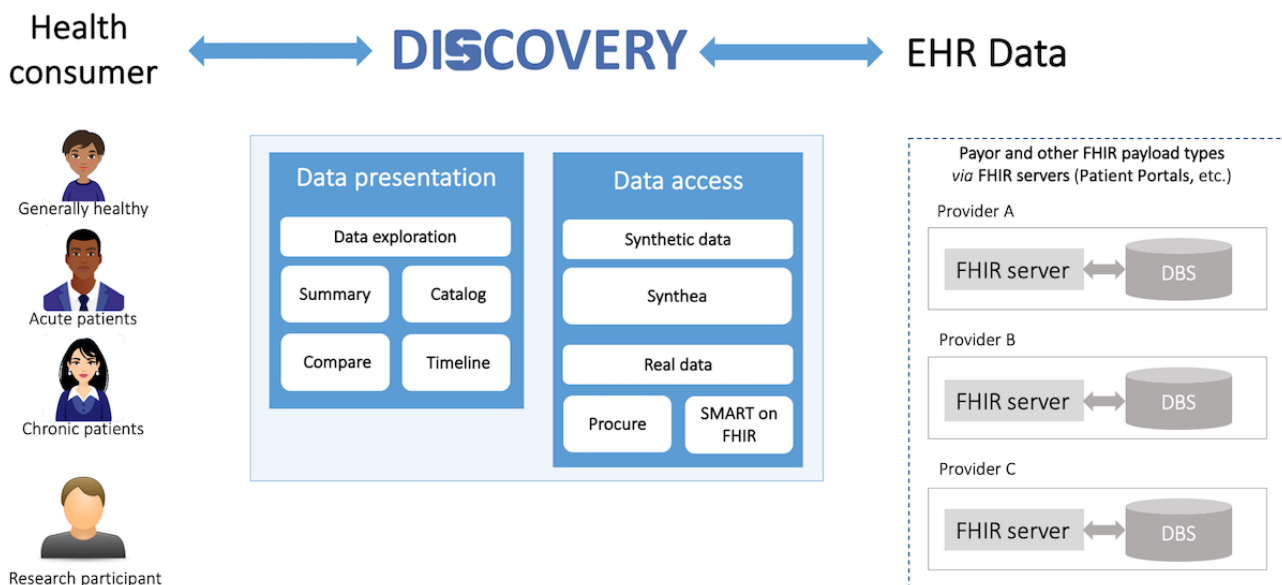 Health
consumer
DISCOVERY
EHR Data
Generally healthy
Acute patients
Chronic patients
Research participant
Data presentation
Data exploration
Summary
Catalog
Compare
Timeline
Data access
Synthetic data
Synthea
Real data
Procure
SMART on
FHIR
Payor and other FHIR payload types
via FHIR servers (Patient Portals, etc.)
Provider A
FHIR server
DBS
Provider B
FHIR server
DBS
Provider C
FHIR server
DBS